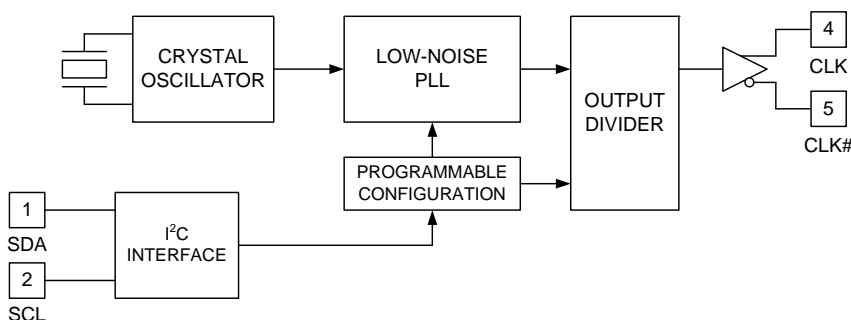 CRYSTAL
OSCILLATOR
LOW-NOISE
PLL
OUTPUT
DIVIDER
4
CLK
5
CLK#
PROGRAMMABLE
CONFIGURATION
1
SDA
I²C
INTERFACE
2
SCL